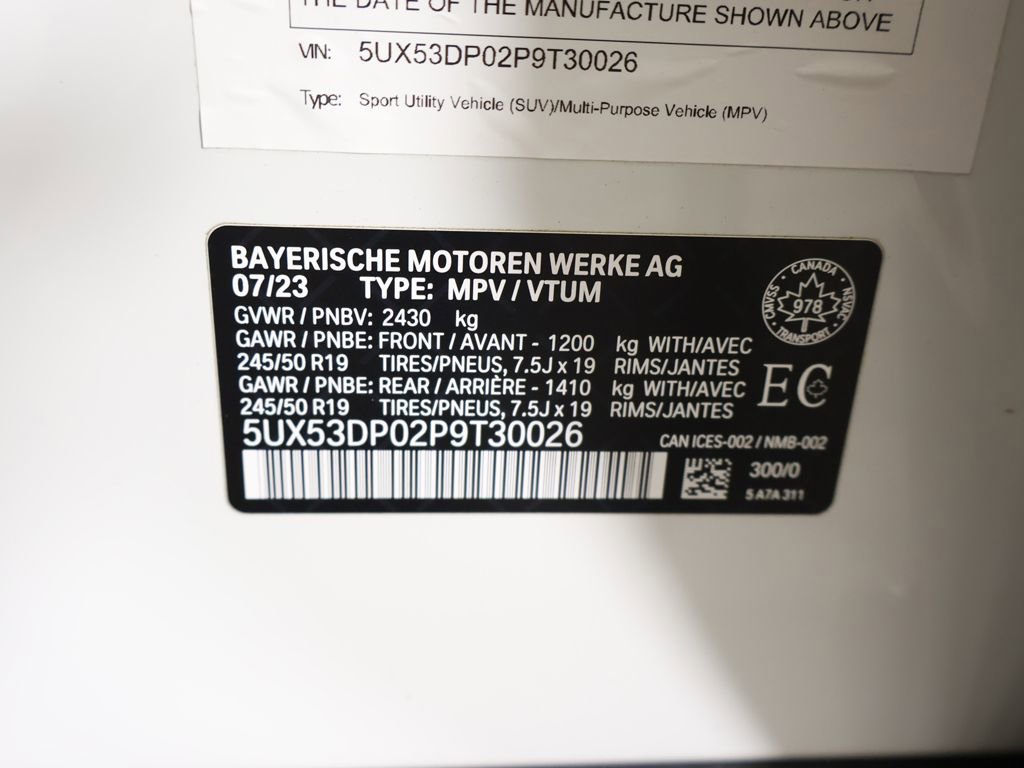 THE DATE OF THE MANUFACTURE SHOWN ABOVE
VIN: 5UX53DP02P9T30026
Type: Sport Utility Vehicle (SUV)/Multi-Purpose Vehicle (MPV)
BAYERISCHE MOTOREN WERKE AG
07/23 TYPE: MPV / VTUM
GVWR / PNBV: 2430 kg
GAWR / PNBE: FRONT / AVANT - 1200 kg WITH/AVEC
245/50 R19 TIRES/PNEUS, 7.5J x 19 RIMS/JANTES
GAWR / PNBE: REAR / ARRIÈRE - 1410 kg WITH/AVEC
245/50 R19 TIRES/PNEUS, 7.5J x 19 RIMS/JANTES
5UX53DP02P9T30026
CANADA
CMVSS
978
NSVAC
TRANSPORT
EC
CAN ICES-002 / NMB-002
300/0
5 A7A 311